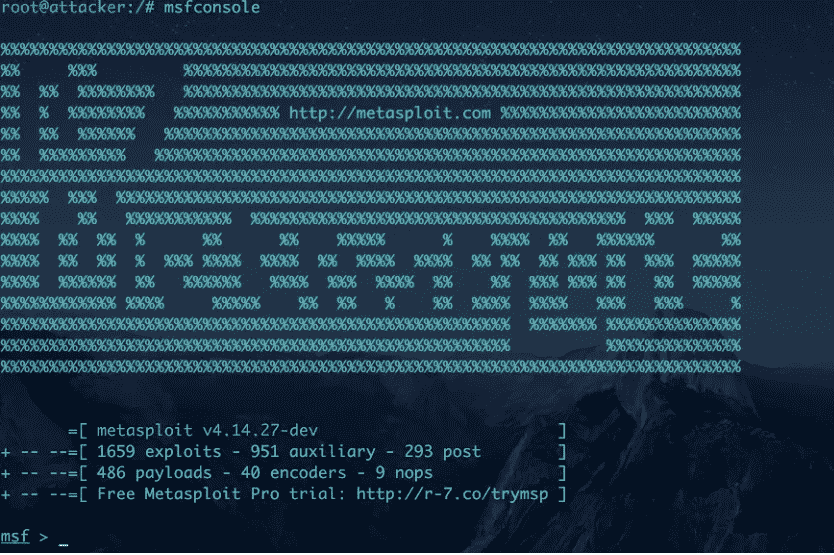 root@attacker:/# msfconsole
http://metasploit.com
=[ metasploit v4.14.27-dev ]
+ -- --=[ 1659 exploits - 951 auxiliary - 293 post ]
+ -- --=[ 486 payloads - 40 encoders - 9 nops ]
+ -- --=[ Free Metasploit Pro trial: http://r-7.co/trymsp ]
msf > _